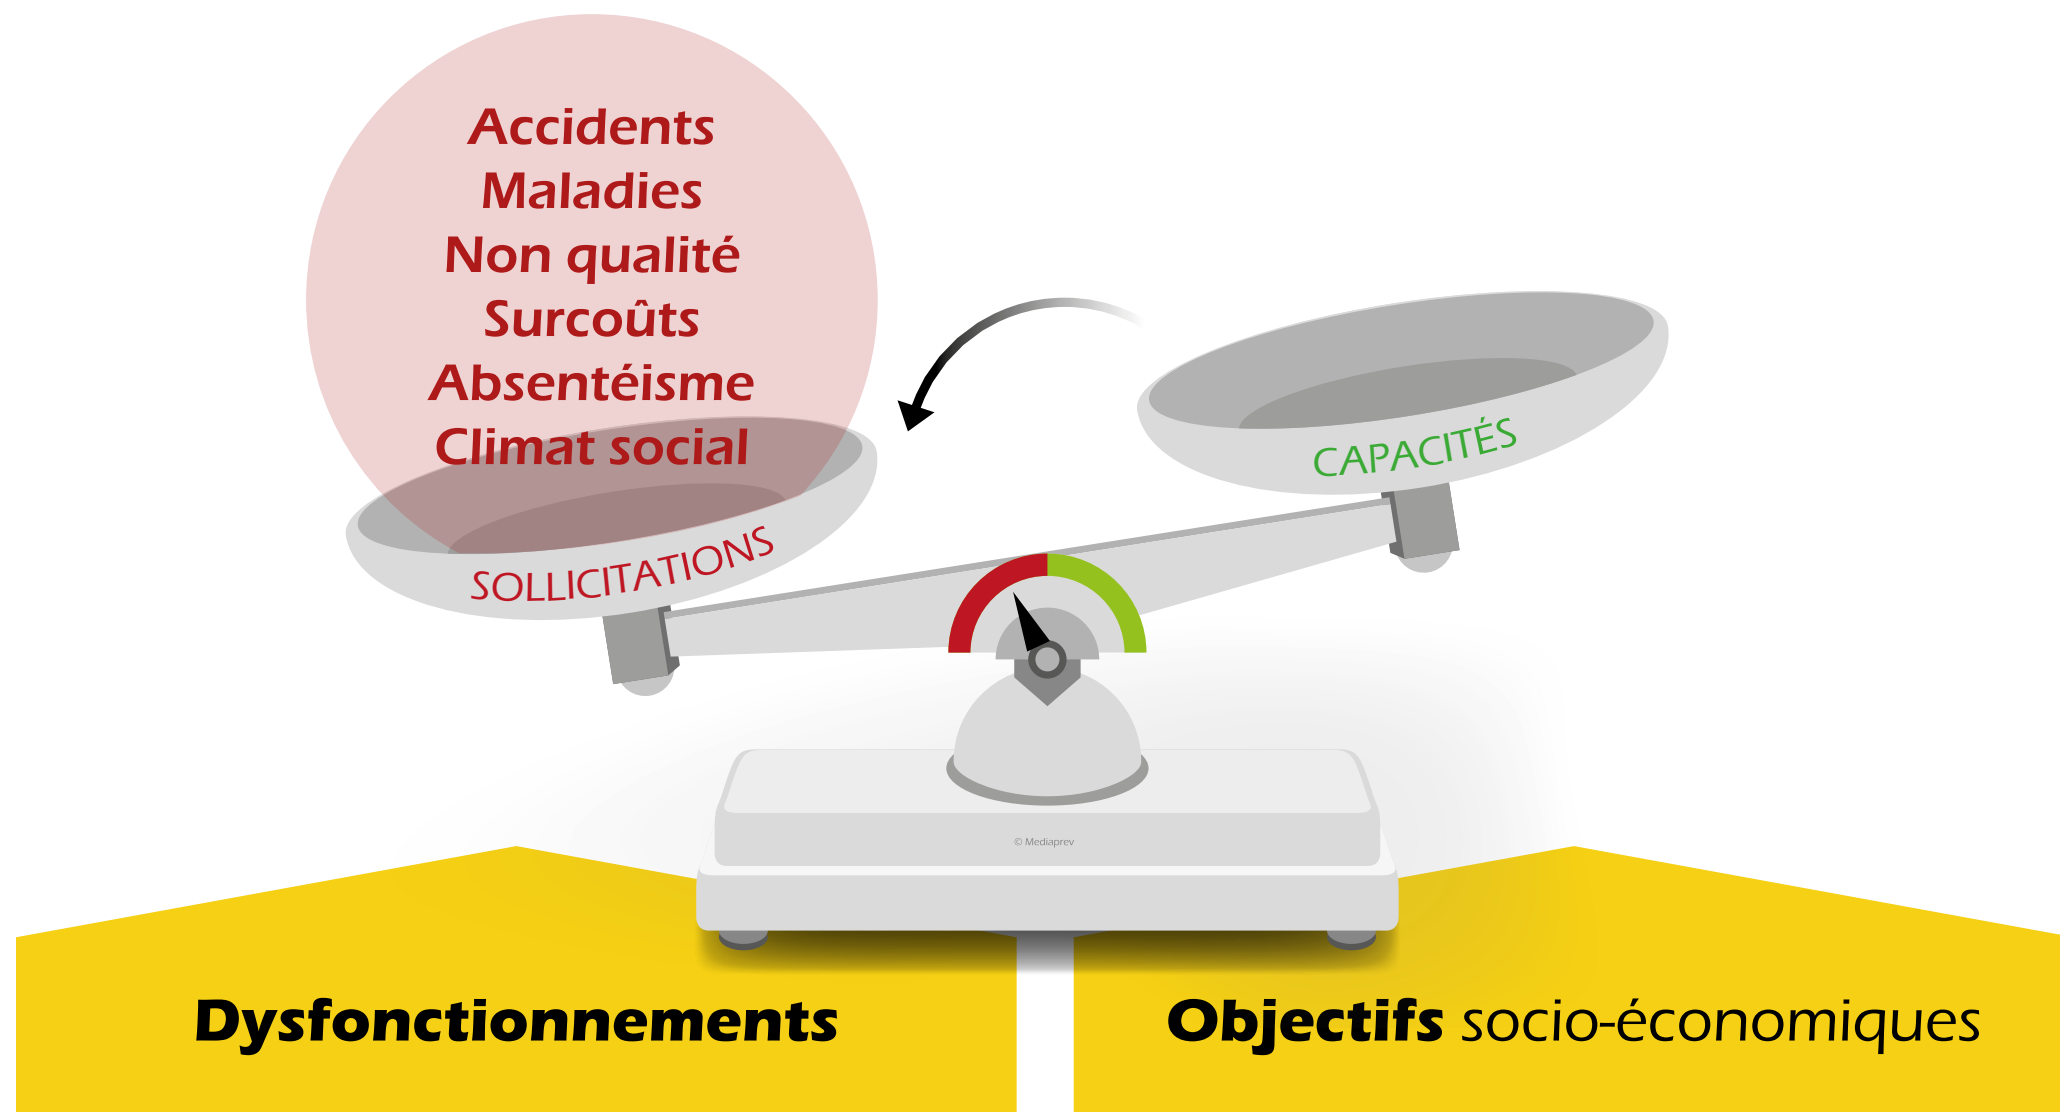 Accidents
Maladies
Non qualité
Surcoûts
Absentéisme
Climat social
SOLLICITATIONS
CAPACITÉS
© Mediaprev
Dysfonctionnements
Objectifs socio-économiques